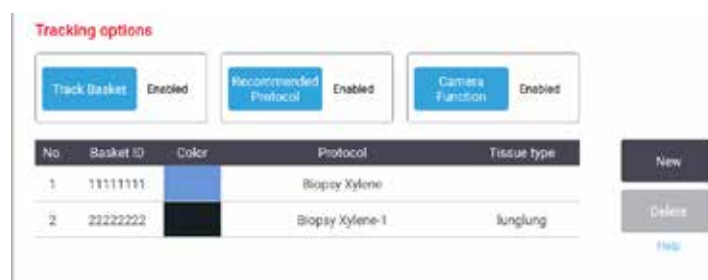 Tracking options
Track Basket Enabled
Recommended Protocol Enabled
Camera Function Enabled
No. Basket ID Color Protocol Tissue type
1 11111111 Biopsy Xylene
2 22222222 Biopsy Xylene-1 lunglung
New
Delete
Help